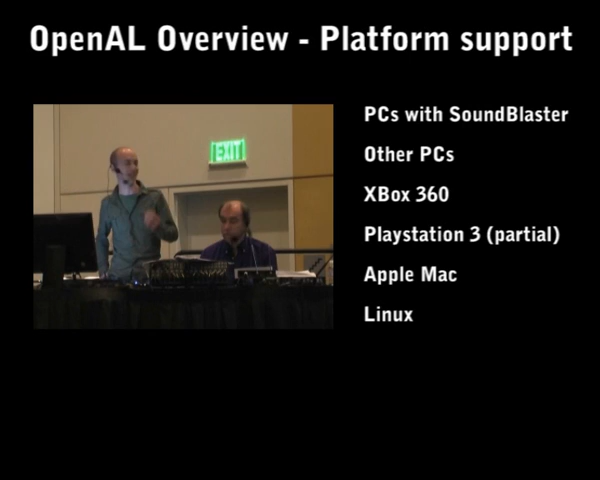 OpenAL Overview - Platform support
EXIT
PCs with SoundBlaster
Other PCs
XBox 360
Playstation 3 (partial)
Apple Mac
Linux